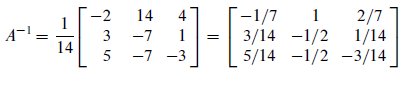 A⁻¹ = 1/14 [−2 14 4; 3 −7 1; 5 −7 −3] = [−1/7 1 2/7; 3/14 −1/2 1/14; 5/14 −1/2 −3/14]